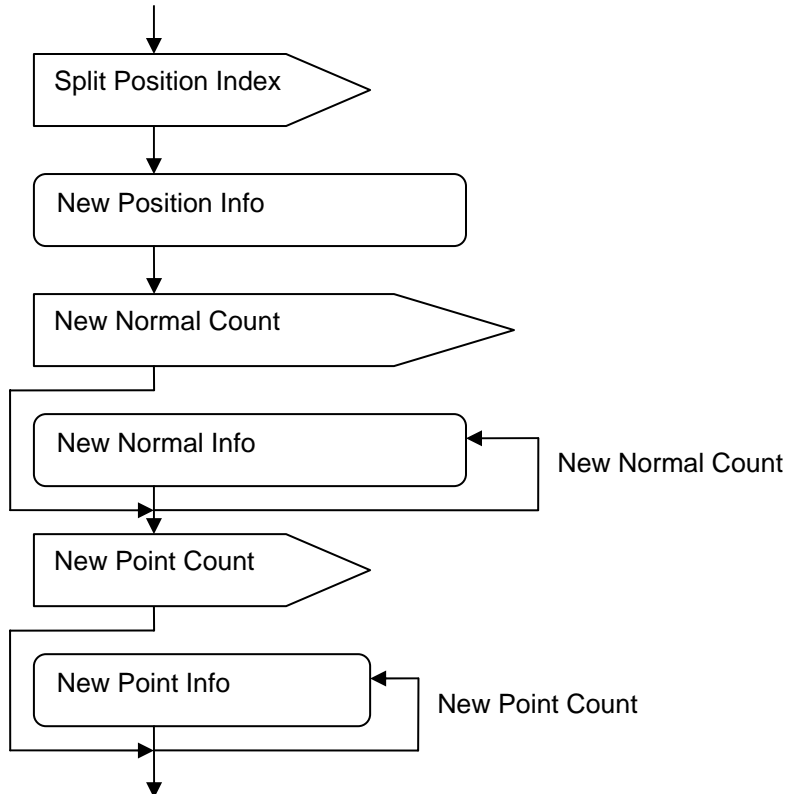 Split Position Index
New Position Info
New Normal Count
New Normal Info
New Normal Count
New Point Count
New Point Info
New Point Count